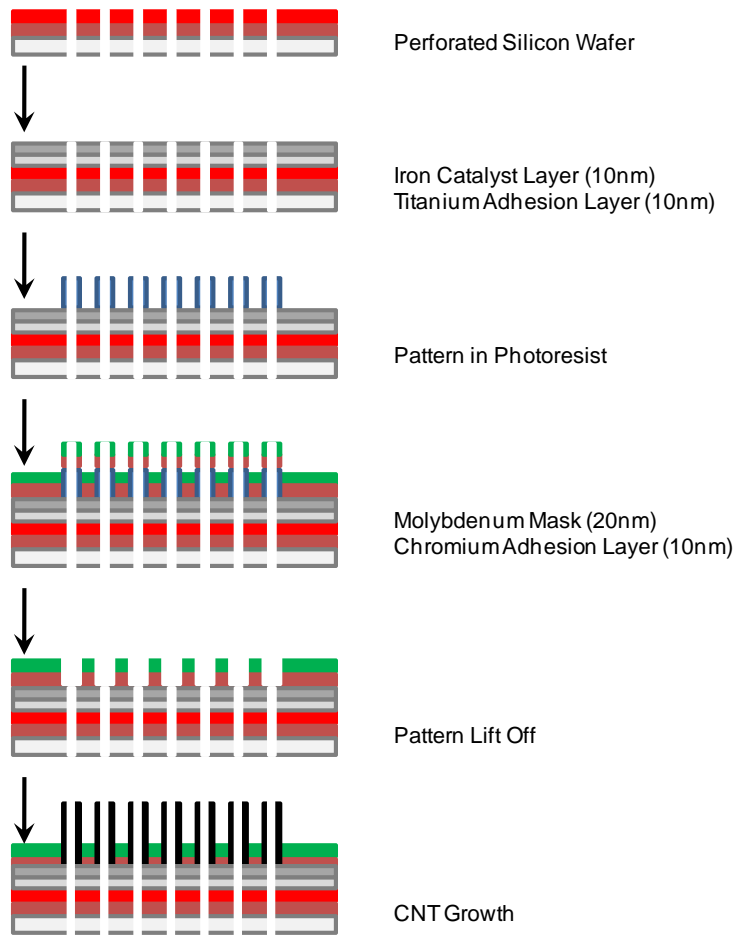 Perforated Silicon Wafer
Iron Catalyst Layer (10nm)
Titanium Adhesion Layer (10nm)
Pattern in Photoresist
Molybdenum Mask (20nm)
Chromium Adhesion Layer (10nm)
Pattern Lift Off
CNT Growth